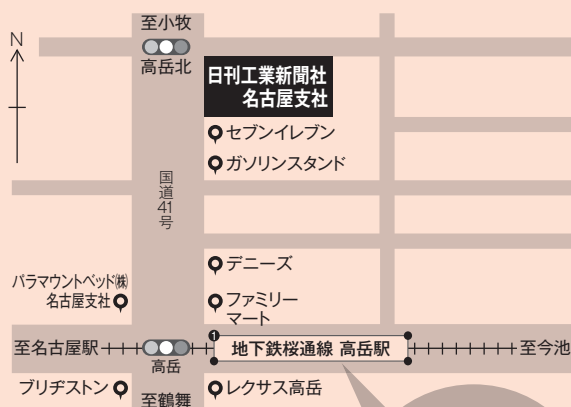 至小牧
N
高岳北
日刊工業新聞社
名古屋支社
セブンイレブン
ガソリンスタンド
国道41号
デニーズ
パラマウントベッド㈱
名古屋支社
ファミリー
マート
1
至名古屋駅
地下鉄桜通線 高岳駅
至今池
高岳
ブリヂストン
レクサス高岳
至鶴舞